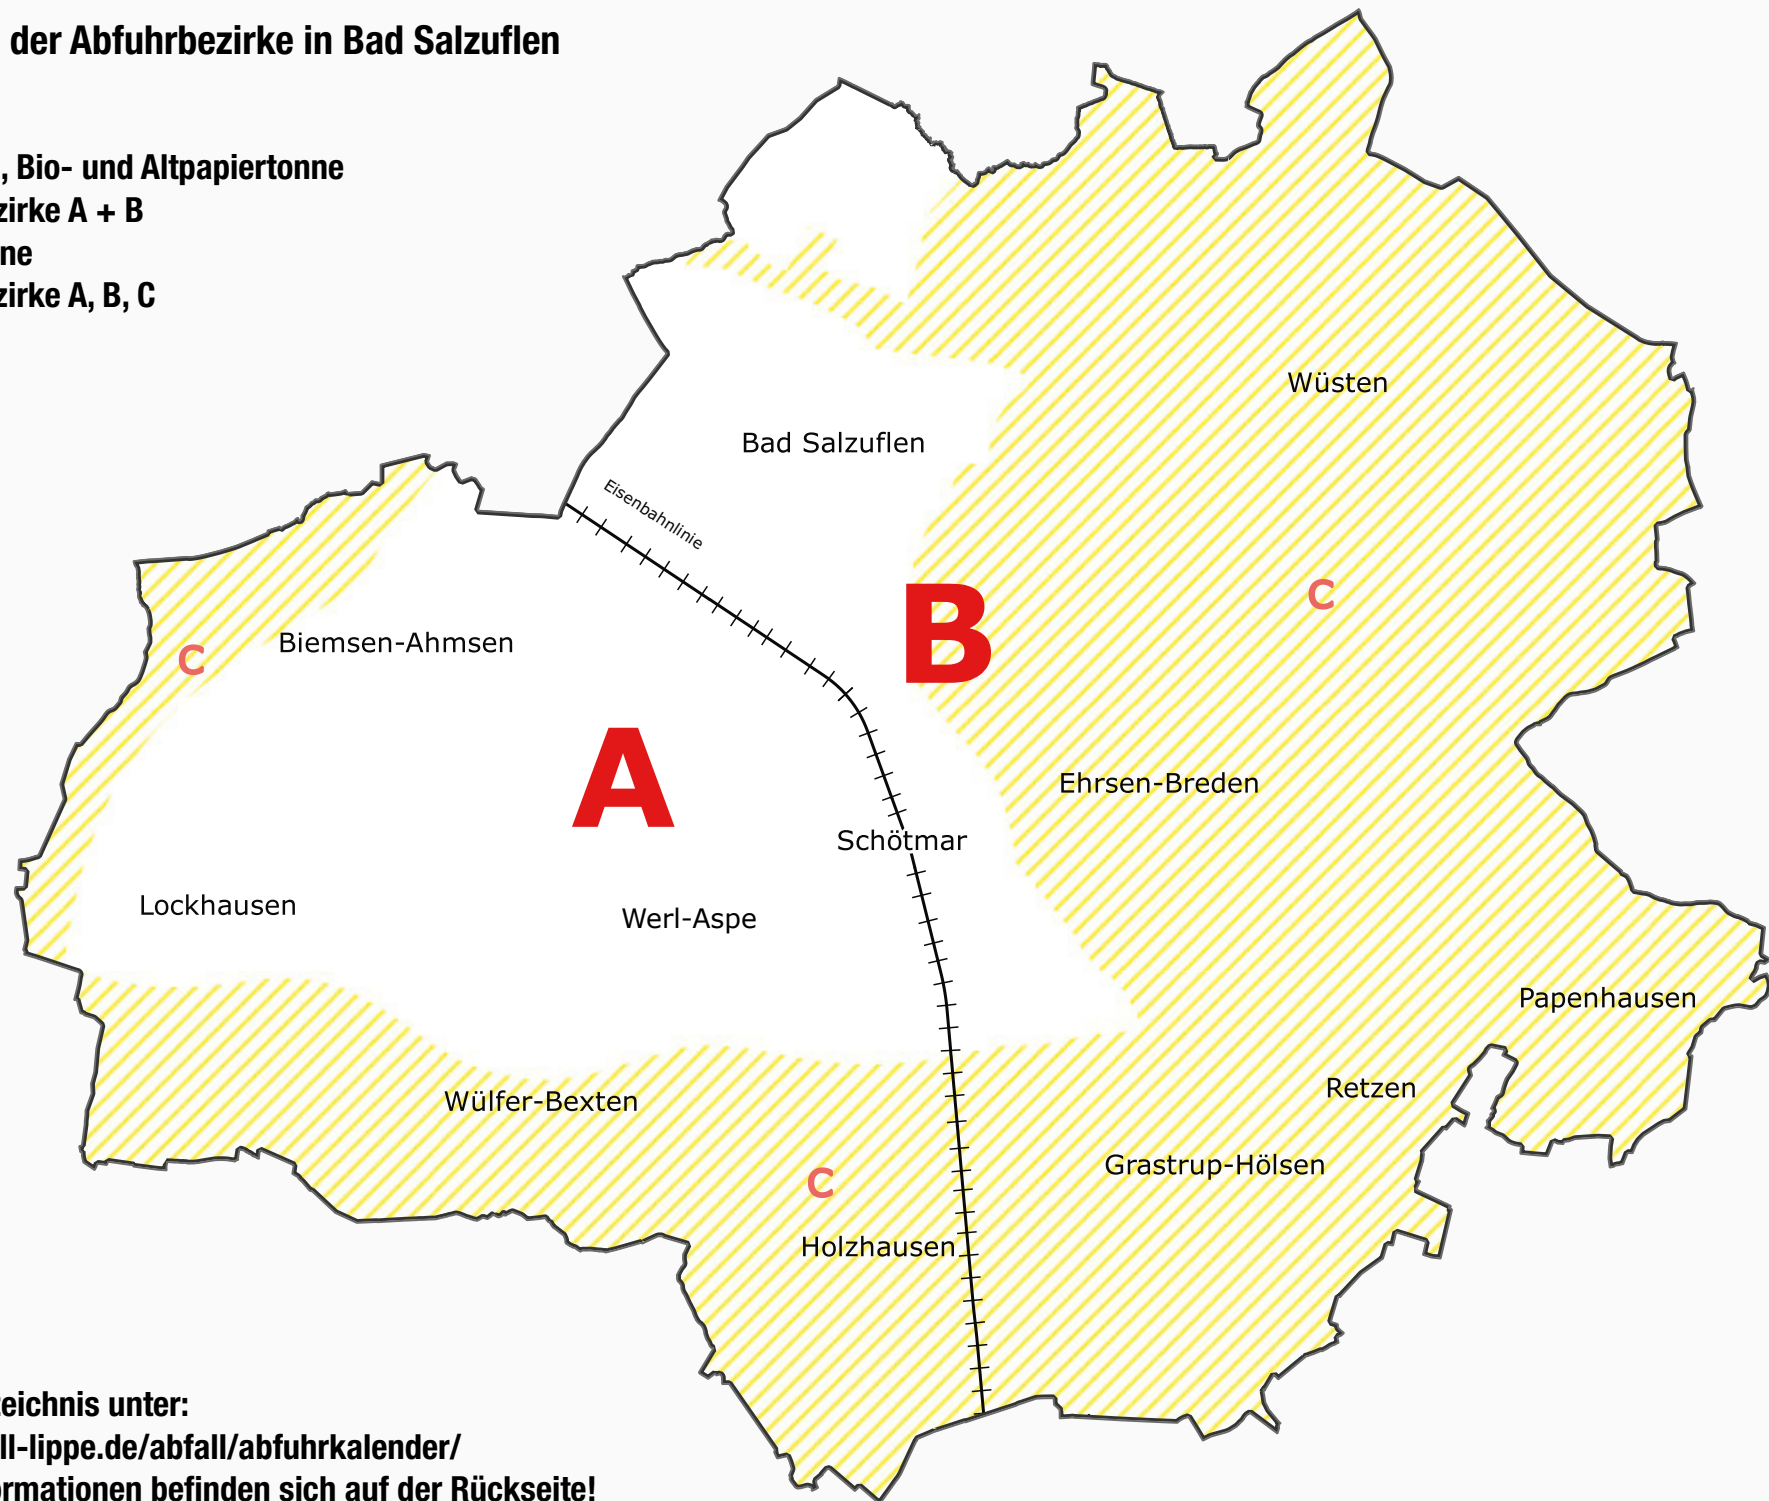 der Abfuhrbezirke in Bad Salzuflen
, Bio- und Altpapiertonne
zirke A + B
ne
zirke A, B, C
Wüsten
Bad Salzuflen
Eisenbahnlinie
B
C
Biemsen-Ahmsen
C
A
Ehrsen-Breden
Schötmar
Lockhausen
Werl-Aspe
Papenhausen
Retzen
Wülfer-Bexten
Grastrup-Hölsen
C
Holzhausen
eichnis unter:
ll-lippe.de/abfall/abfuhrkalender/
ormationen befinden sich auf der Rückseite!